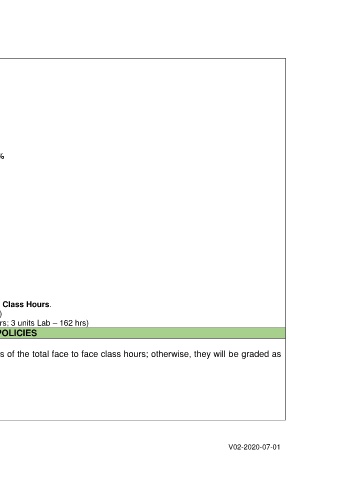 %
Class Hours.
)
rs; 3 units Lab – 162 hrs)
POLICIES
s of the total face to face class hours; otherwise, they will be graded as
V02-2020-07-01